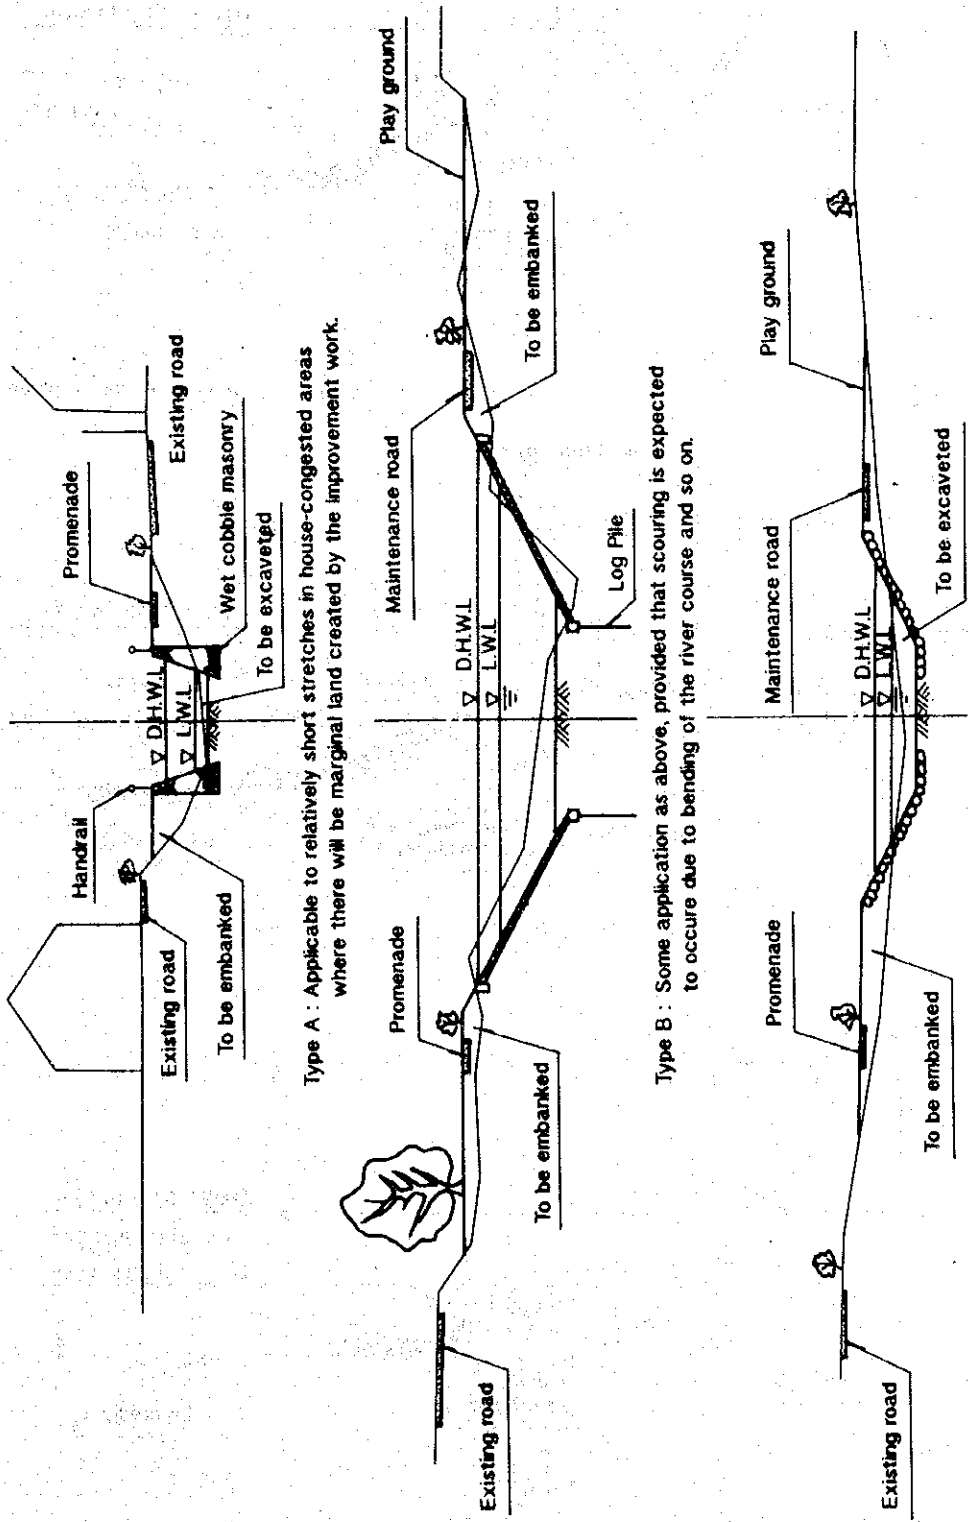 Handrail
Promenade
D.H.W.L
L.W.L
Existing road
Existing road
To be embanked
Wet cobble masonry
To be excaveted
Type A : Applicable to relatively short stretches in house-congested areas
where there will be marginal land created by the improvement work.
Promenade
Maintenance road
Play ground
D.H.W.L
L.W.L
Existing road
To be embanked
Log Pile
To be embanked
Type B : Some application as above, provided that scouring is expected
to occure due to bending of the river course and so on.
Promenade
Maintenance road
Play ground
D.H.W.L
L.W.L
Existing road
To be embanked
To be excaveted